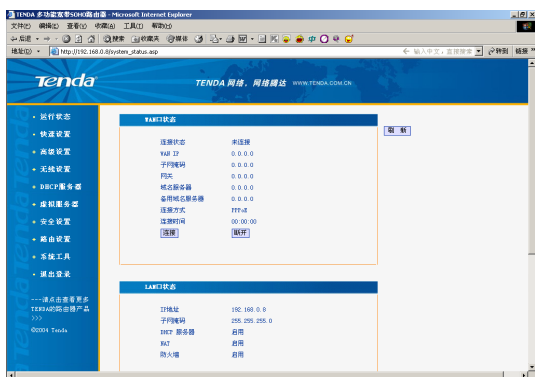 TENDA 多功能宽带SOHO路由器 - Microsoft Internet Explorer
文件(F) 编辑(E) 查看(V) 收藏(A) 工具(T) 帮助(H)
后退 搜索 收藏夹 媒体
地址(D) http://192.168.0.8/system_status.asp 输入中文，直接搜索 转到 链接 »
Tenda
TENDA 网络，网络腾达 WWW.TENDA.COM.CN
运行状态
快速设置
高级设置
无线设置
DHCP服务器
虚拟服务器
安全设置
路由设置
系统工具
退出登录
---请点击查看更多
TENDA的路由器产品
>>>
©2004 Tenda
WAN口状态
刷 新
连接状态 未连接
WAN IP 0.0.0.0
子网掩码 0.0.0.0
网关 0.0.0.0
域名服务器 0.0.0.0
备用域名服务器 0.0.0.0
连接方式 PPPoE
连接时间 00:00:00
连接 断开
LAN口状态
IP地址 192.168.0.8
子网掩码 255.255.255.0
DHCP 服务器 启用
NAT 启用
防火墙 启用